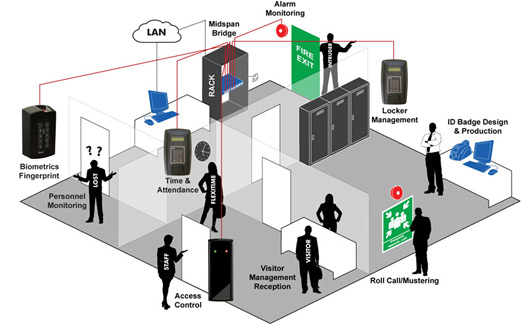 Alarm
Monitoring
Midspan
Bridge
LAN
RACK
FIRE
EXIT
INTRUDER
Locker
Management
ID Badge Design
& Production
Biometrics
Fingerprint
? ?
LOST
Personnel
Monitoring
Time &
Attendance
FLEXITIME
STAFF
Access
Control
VISITOR
Visitor
Management
Reception
Roll Call/Mustering